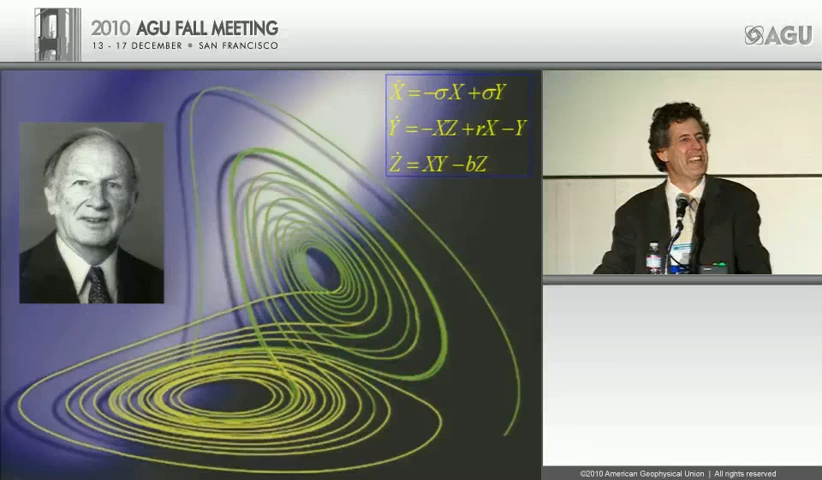 2010 AGU FALL MEETING
13 - 17 DECEMBER • SAN FRANCISCO
AGU
Ẋ = −σX + σY
Ẏ = −XZ + rX − Y
Ż = XY − bZ
©2010 American Geophysical Union | All rights reserved